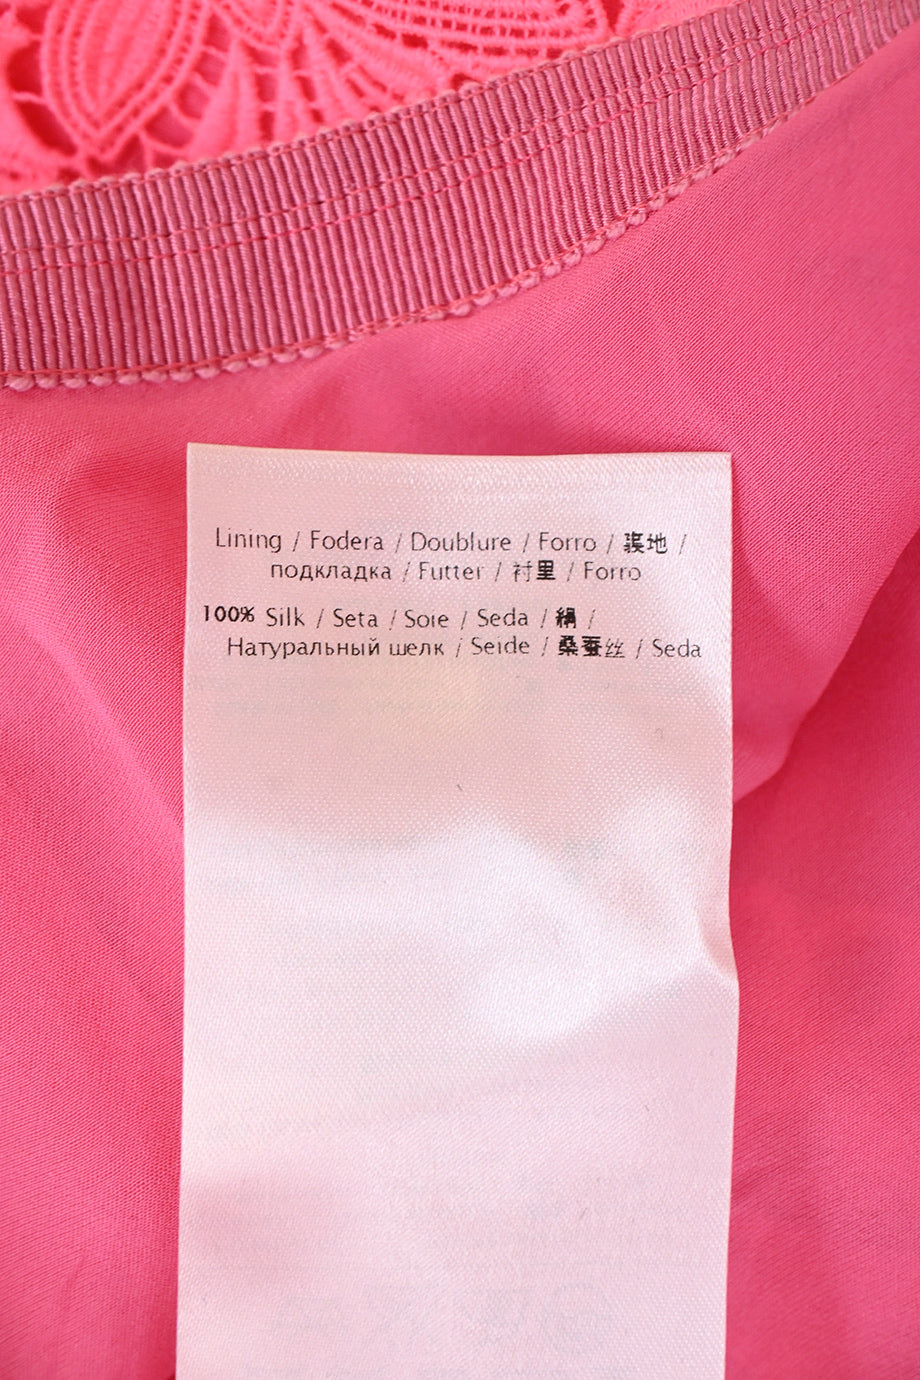 Lining / Fodera / Doublure / Forro / 裏地 /
подкладка / Futter / 衬里 / Forro
100% Silk / Seta / Soie / Seda / 絹 /
Натуральный шелк / Seide / 桑蚕丝 / Seda